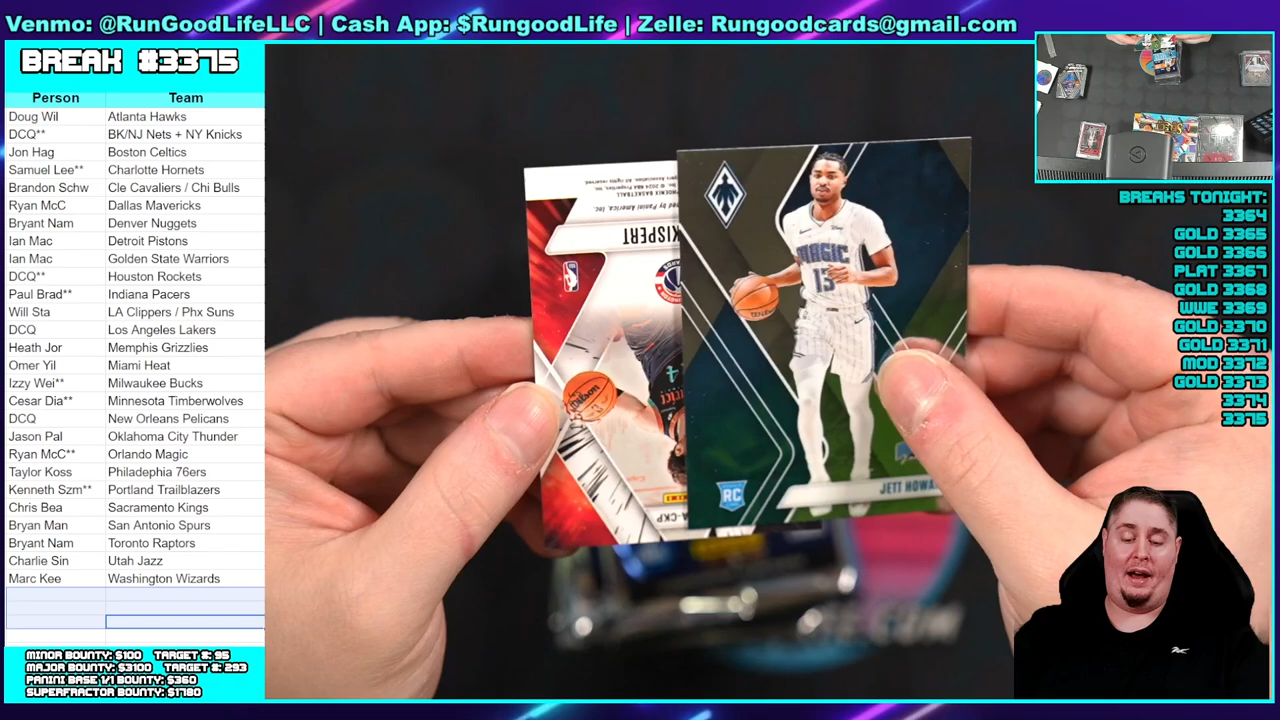 Venmo: @RunGoodLifeLLC | Cash App: $RungoodLife | Zelle: Rungoodcards@gmail.com
BREAK #3375
Person Team
Doug Wil Atlanta Hawks
DCQ** BK/NJ Nets + NY Knicks
Jon Hag Boston Celtics
Samuel Lee** Charlotte Hornets
Brandon Schw Cle Cavaliers / Chi Bulls
Ryan McC Dallas Mavericks
Bryant Nam Denver Nuggets
Ian Mac Detroit Pistons
Ian Mac Golden State Warriors
DCQ** Houston Rockets
Paul Brad** Indiana Pacers
Will Sta LA Clippers / Phx Suns
DCQ Los Angeles Lakers
Heath Jor Memphis Grizzlies
Omer Yil Miami Heat
Izzy Wei** Milwaukee Bucks
Cesar Dia** Minnesota Timberwolves
DCQ New Orleans Pelicans
Jason Pal Oklahoma City Thunder
Ryan McC** Orlando Magic
Taylor Koss Philadephia 76ers
Kenneth Szm** Portland Trailblazers
Chris Bea Sacramento Kings
Bryan Man San Antonio Spurs
Bryant Nam Toronto Raptors
Charlie Sin Utah Jazz
Marc Kee Washington Wizards
MINOR BOUNTY: $100 TARGET #: 95
MAJOR BOUNTY: $3100 TARGET #: 293
PANINI BASE 1/1 BOUNTY: $360
SUPERFRACTOR BOUNTY: $1780
KISPERT
A-CKP
MAGIC
13
RC
JETT HOWA
BREAKS TONIGHT:
3364
GOLD 3365
GOLD 3366
PLAT 3367
GOLD 3368
WWE 3369
GOLD 3370
GOLD 3371
MOD 3372
GOLD 3373
3374
3375